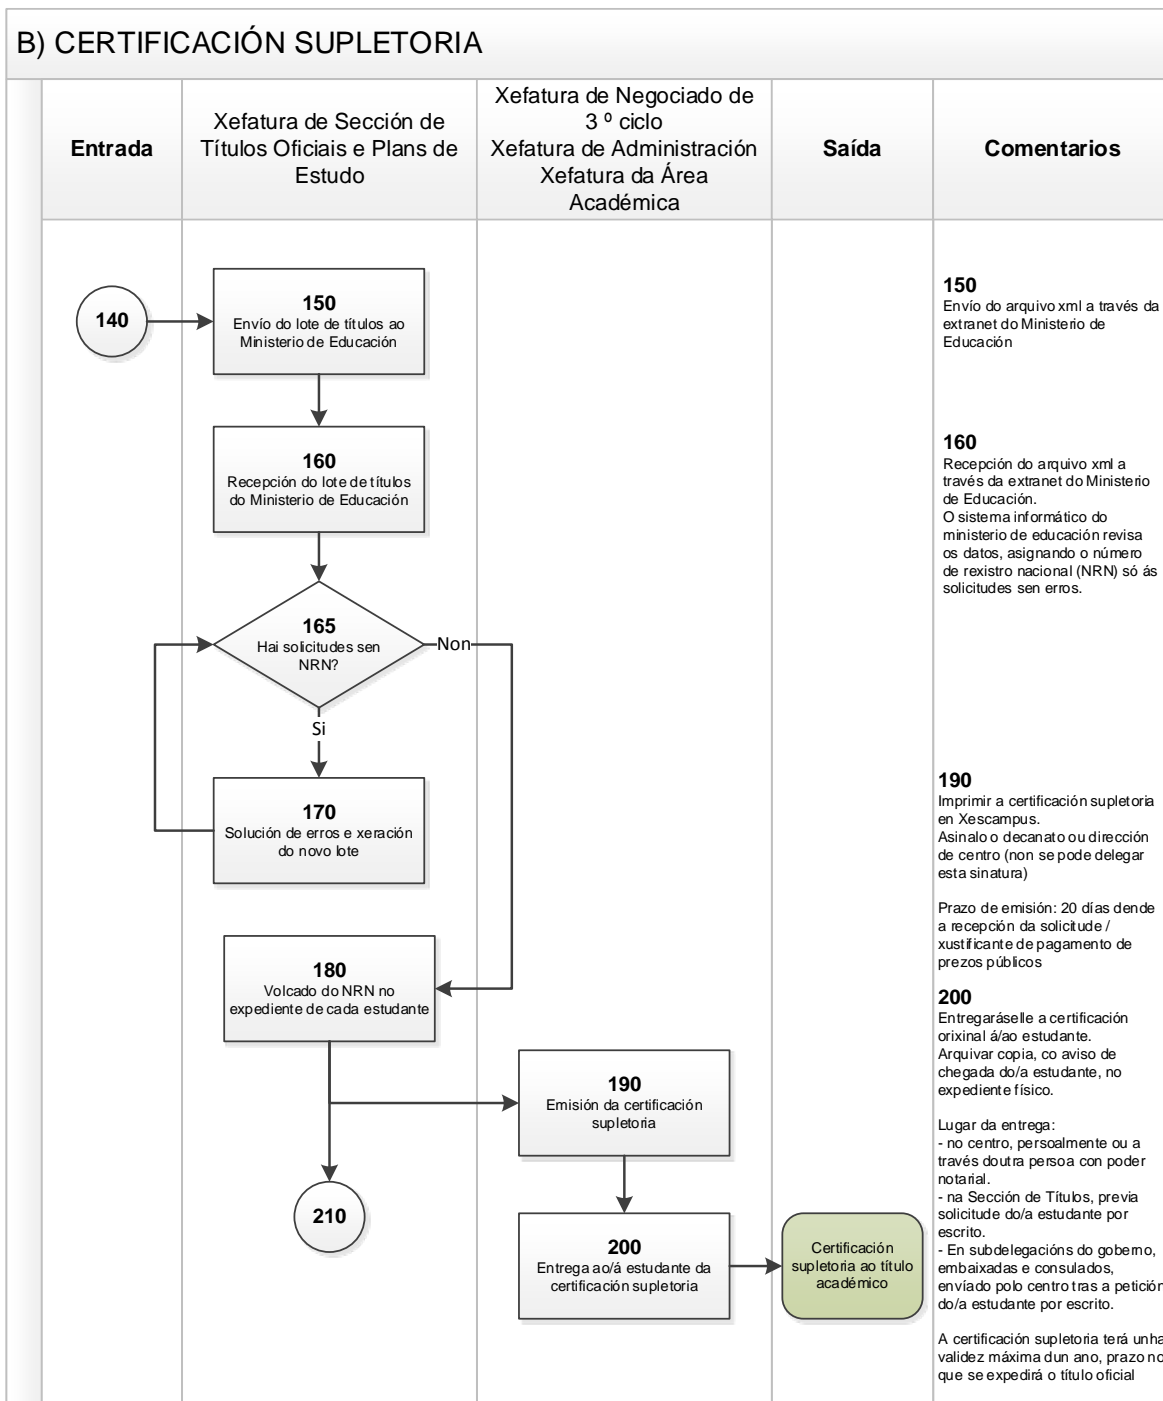 B) CERTIFICACIÓN SUPLETORIA
Entrada
Xefatura de Sección de
Títulos Oficiais e Plans de
Estudo
Xefatura de Negociado de
3 º ciclo
Xefatura de Administración
Xefatura da Área
Académica
Saída
Comentarios
140
150
Envío do lote de títulos ao
Ministerio de Educación
160
Recepción do lote de títulos
do Ministerio de Educación
165
Hai solicitudes sen
NRN?
Non
Si
170
Solución de erros e xeración
do novo lote
180
Volcado do NRN no
expediente de cada estudante
190
Emisión da certificación
supletoria
210
200
Entrega ao/á estudante da
certificación supletoria
Certificación
supletoria ao título
académico
150
Envío do arquivo xml a través da
extranet do Ministerio de
Educación
160
Recepción do arquivo xml a
través da extranet do Ministerio
de Educación.
O sistema informático do
ministerio de educación revisa
os datos, asignando o número
de rexistro nacional (NRN) só ás
solicitudes sen erros.
190
Imprimir a certificación supletoria
en Xescampus.
Asinalo o decanato ou dirección
de centro (non se pode delegar
esta sinatura)
Prazo de emisión: 20 días dende
a recepción da solicitude /
xustificante de pagamento de
prezos públicos
200
Entregaráselle a certificación
orixinal á/ao estudante.
Arquivar copia, co aviso de
chegada do/a estudante, no
expediente físico.
Lugar da entrega:
- no centro, persoalmente ou a
través doutra persoa con poder
notarial.
- na Sección de Títulos, previa
solicitude do/a estudante por
escrito.
- En subdelegacións do goberno,
embaixadas e consulados,
envíado polo centro tras a petición
do/a estudante por escrito.
A certificación supletoria terá unha
validez máxima dun ano, prazo no
que se expedirá o título oficial